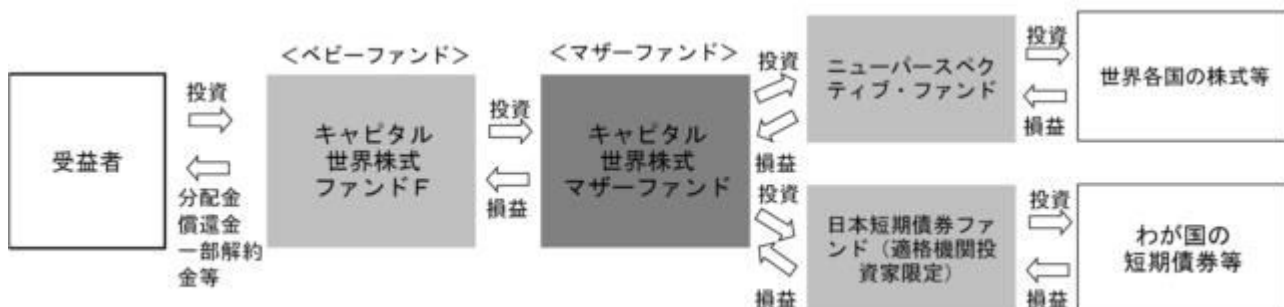 受益者
投資
分配金
償還金
一部解約
金等
＜ベビーファンド＞
キャピタル
世界株式
ファンドＦ
投資
損益
＜マザーファンド＞
キャピタル
世界株式
マザーファンド
投資
損益
ニューパースペク
ティブ・ファンド
投資
損益
世界各国の株式等
投資
損益
日本短期債券ファ
ンド（適格機関投
資家限定）
投資
損益
わが国の
短期債券等